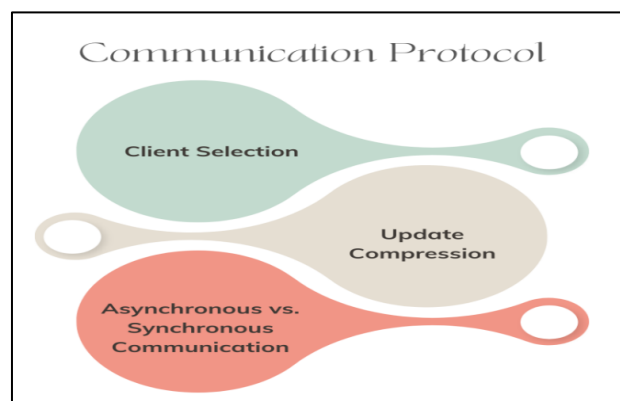 Communication Protocol
Client Selection
Update
Compression
Asynchronous vs.
Synchronous
Communication